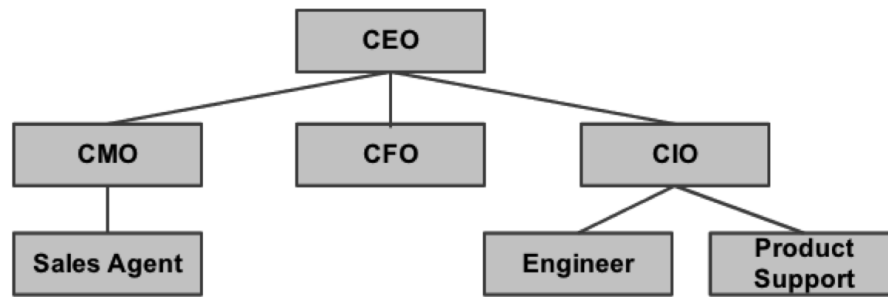 CEO
CMO
CFO
CIO
Sales Agent
Engineer
Product
Support